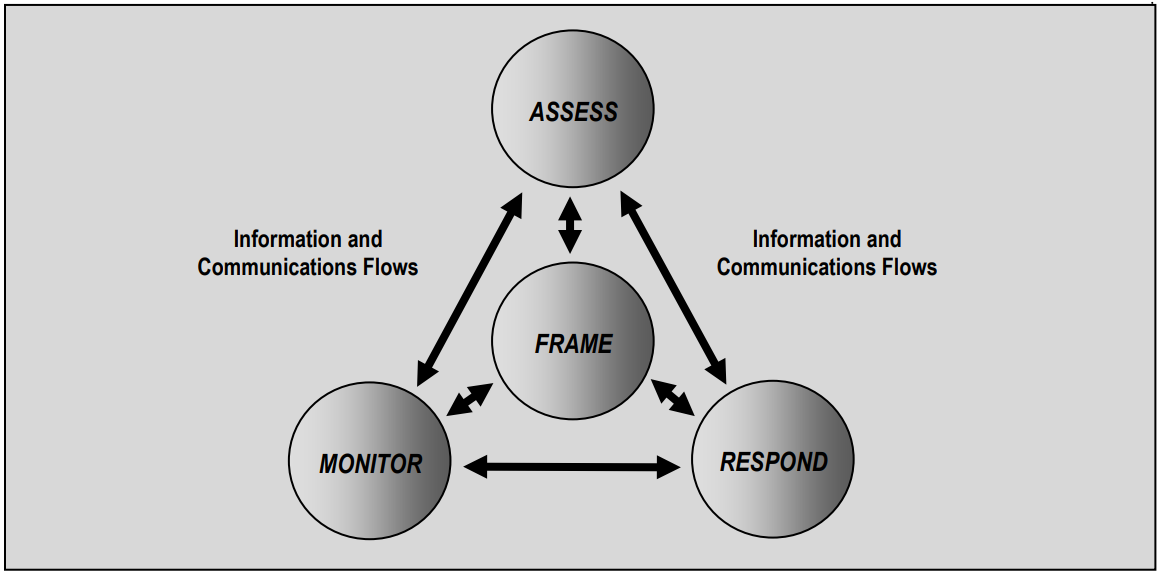 ASSESS
Information and
Communications Flows
Information and
Communications Flows
FRAME
MONITOR
RESPOND